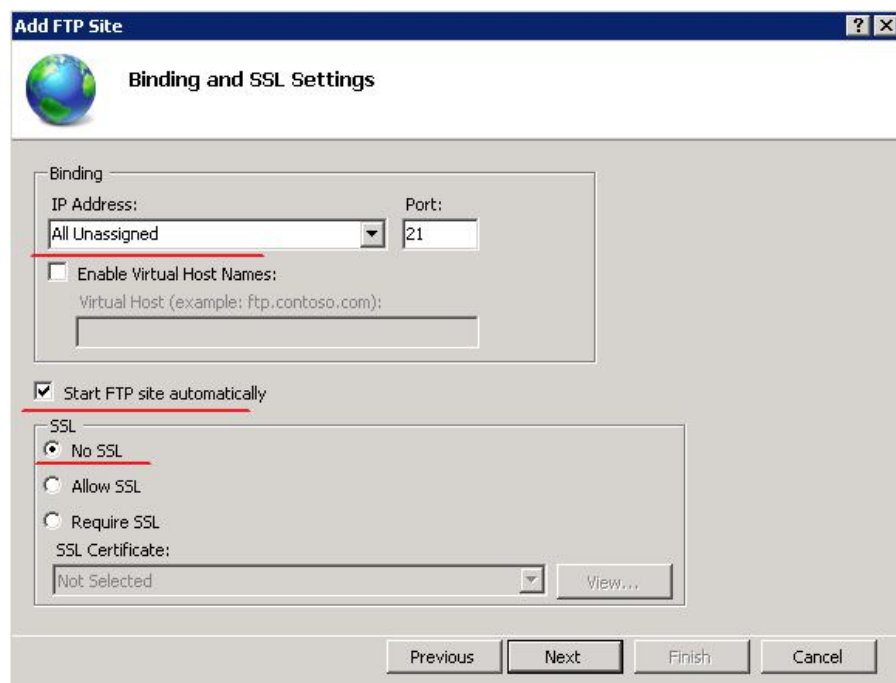 Add FTP Site
Binding and SSL Settings
Binding
IP Address: Port:
All Unassigned 21
Enable Virtual Host Names:
Virtual Host (example: ftp.contoso.com):
Start FTP site automatically
SSL
No SSL
Allow SSL
Require SSL
SSL Certificate:
Not Selected View...
Previous Next Finish Cancel